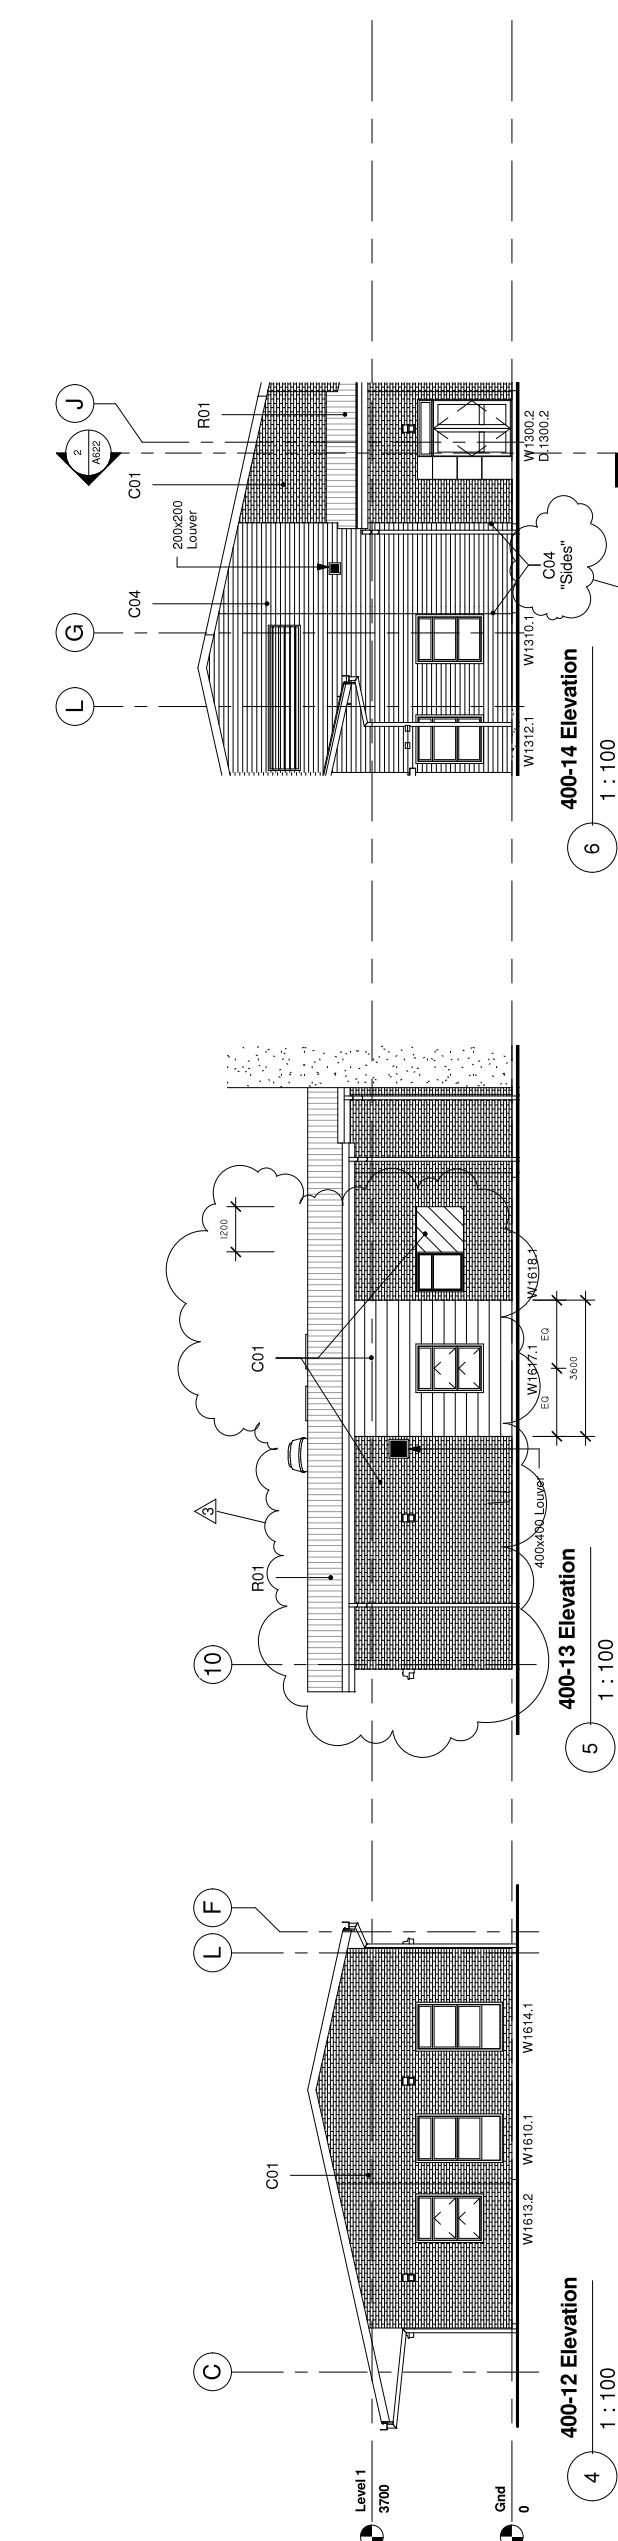 Level 1
3700
Gnd
0
C
L
F
C01
W1613.2
W1610.1
W1614.1
4
400-12 Elevation
1 : 100
10
3
R01
C01
1200
400x400 Louver
W1617.1
W1618.1
EQ
EQ
3600
5
400-13 Elevation
1 : 100
L
G
J
2
A622
C04
200x200
Louver
C01
R01
W1312.1
W1310.1
C04
"Sides"
W1300.2
D.1300.2
6
400-14 Elevation
1 : 100